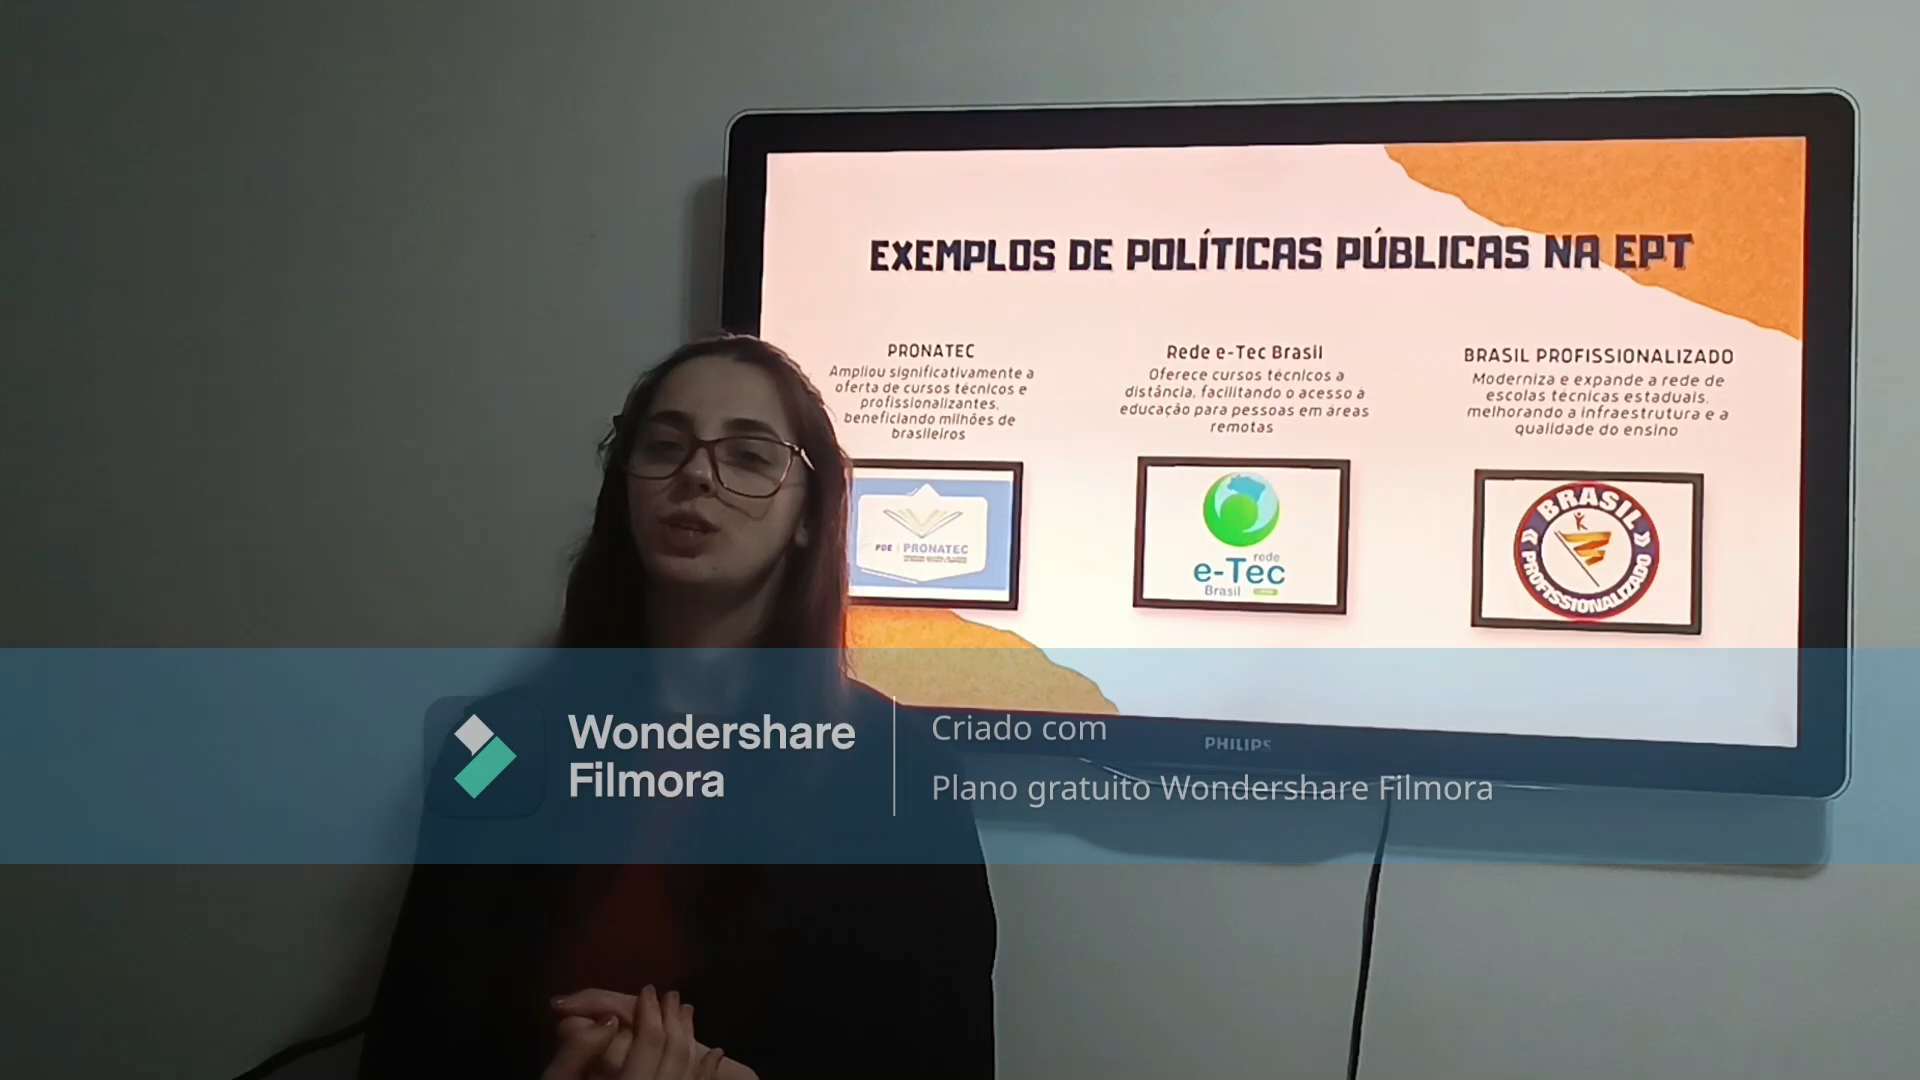 EXEMPLOS DE POLÍTICAS PÚBLICAS NA EPT
PRONATEC
Ampliou significativamente a
oferta de cursos técnicos e
profissionalizantes,
beneficiando milhões de
brasileiros
Rede e-Tec Brasil
Oferece cursos técnicos a
distância, facilitando o acesso à
educação para pessoas em áreas
remotas
BRASIL PROFISSIONALIZADO
Moderniza e expande a rede de
escolas técnicas estaduais,
melhorando a infraestrutura e a
qualidade do ensino
PDE | PRONATEC
rede
e-Tec
Brasil
BRASIL
PROFISSIONALIZADO
PHILIPS
Wondershare
Filmora
Criado com
Plano gratuito Wondershare Filmora